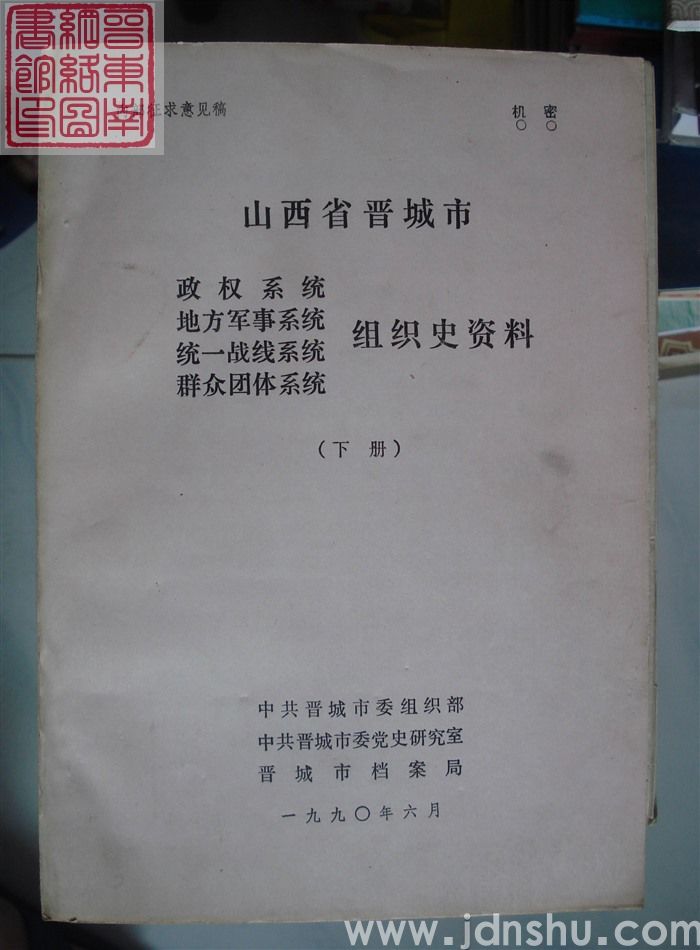 晋东南
网络图
书馆印
部征求意见稿
机密
山西省晋城市
政权系统
地方军事系统
统一战线系统
群众团体系统
组织史资料
（下册）
中共晋城市委组织部
中共晋城市委党史研究室
晋城市档案局
一九九〇年六月
www.jdnshu.com